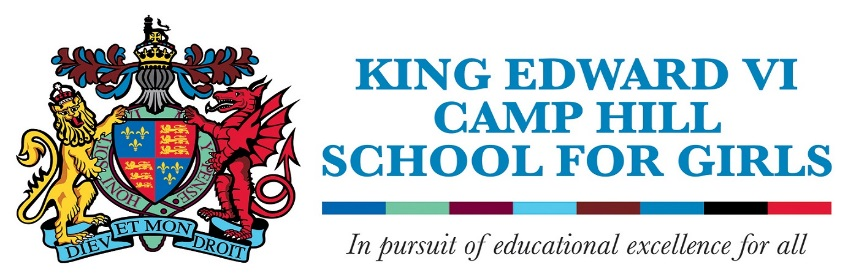 HONI SOIT
PENSE
DIEV ET MON DROIT
KING EDWARD VI
CAMP HILL
SCHOOL FOR GIRLS
In pursuit of educational excellence for all